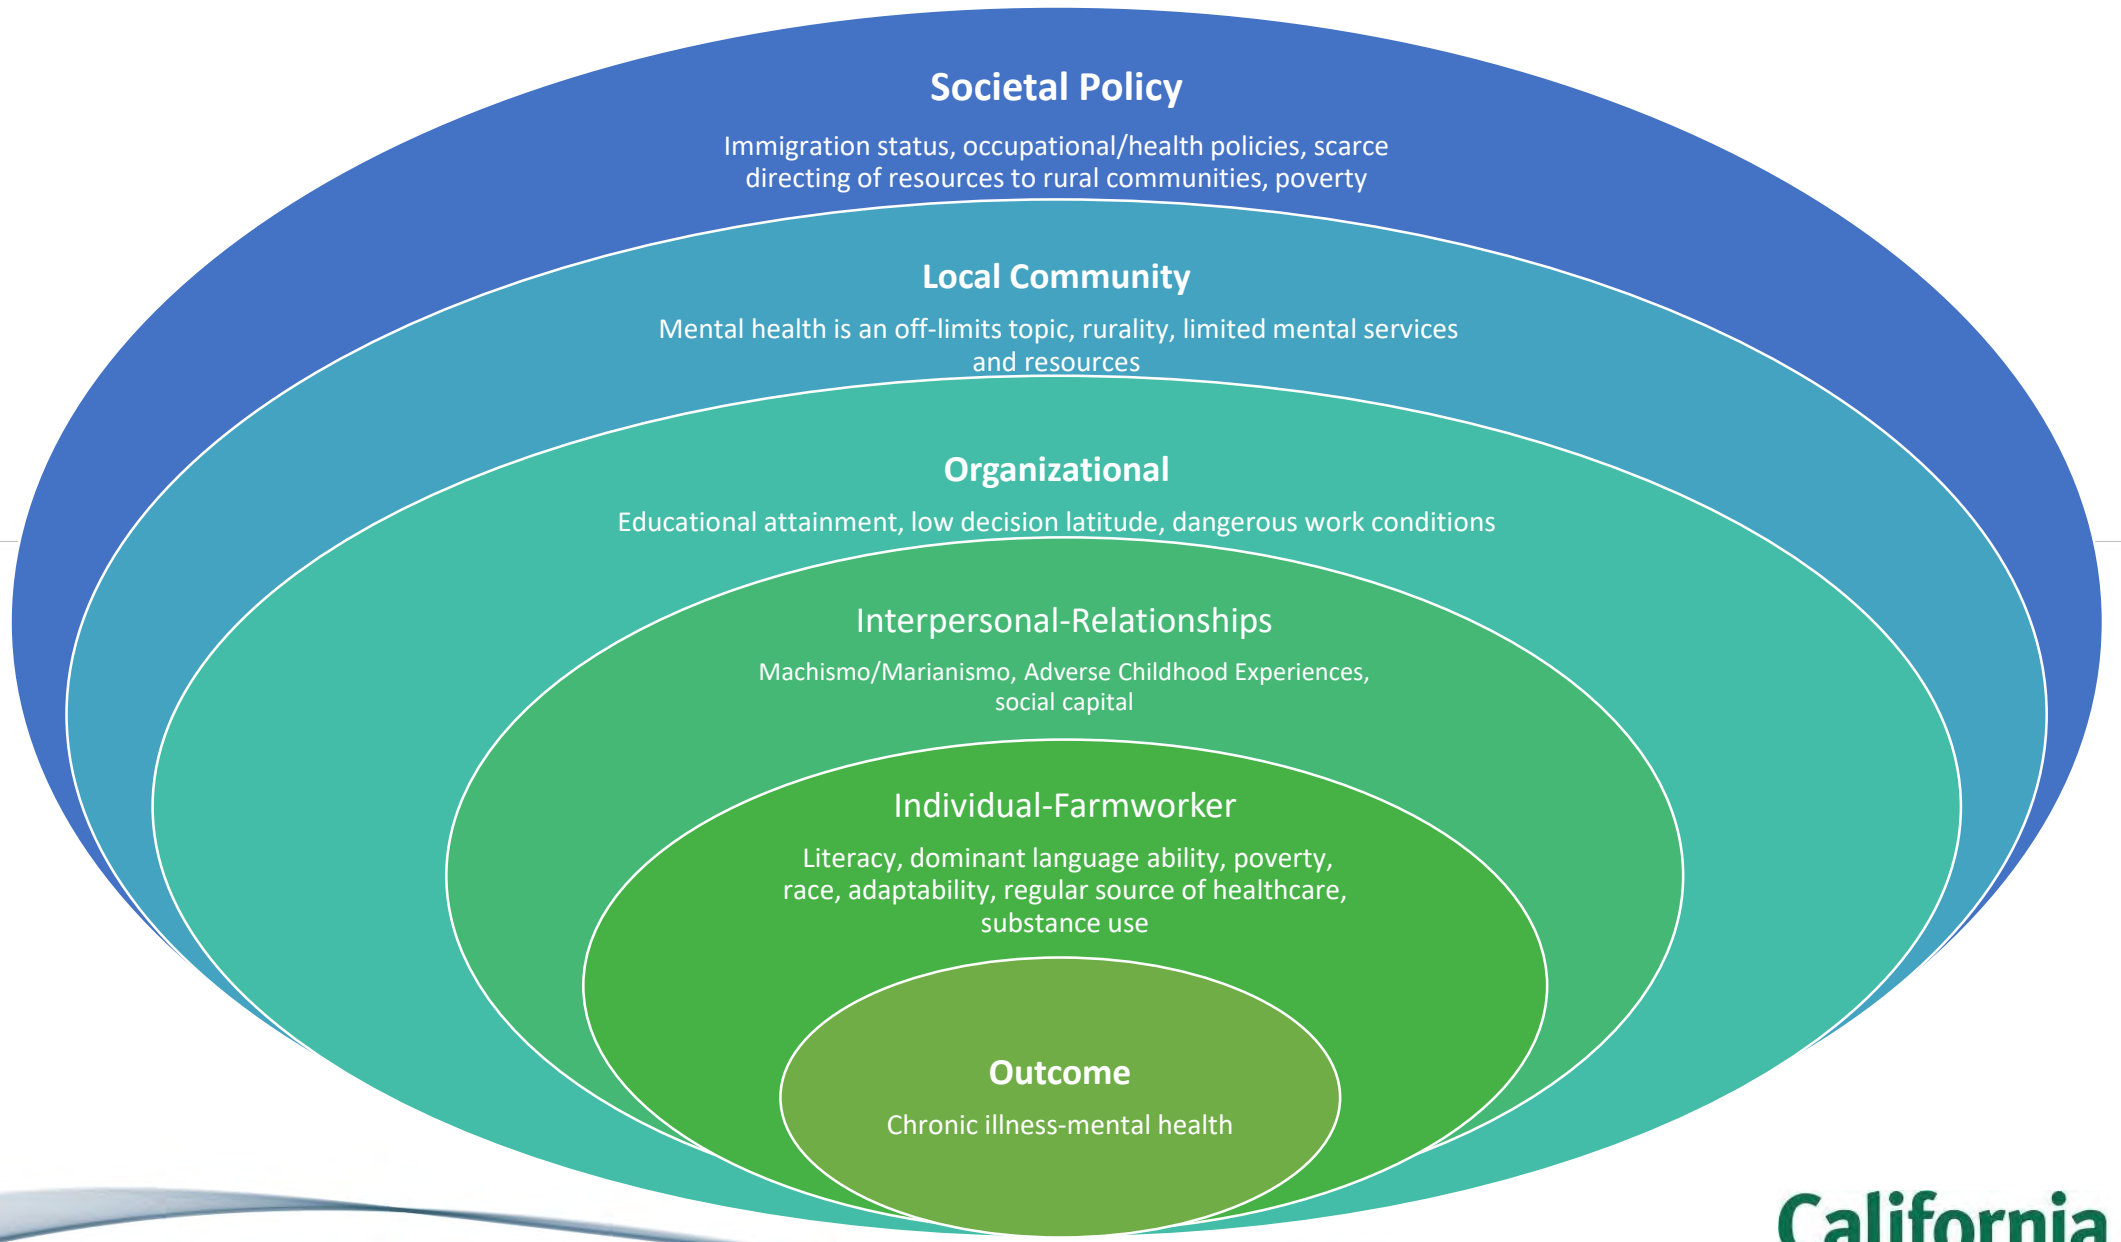 Societal Policy
Immigration status, occupational/health policies, scarce
directing of resources to rural communities, poverty
Local Community
Mental health is an off-limits topic, rurality, limited mental services
and resources
Organizational
Educational attainment, low decision latitude, dangerous work conditions
Interpersonal-Relationships
Machismo/Marianismo, Adverse Childhood Experiences,
social capital
Individual-Farmworker
Literacy, dominant language ability, poverty,
race, adaptability, regular source of healthcare,
substance use
Outcome
Chronic illness-mental health
California